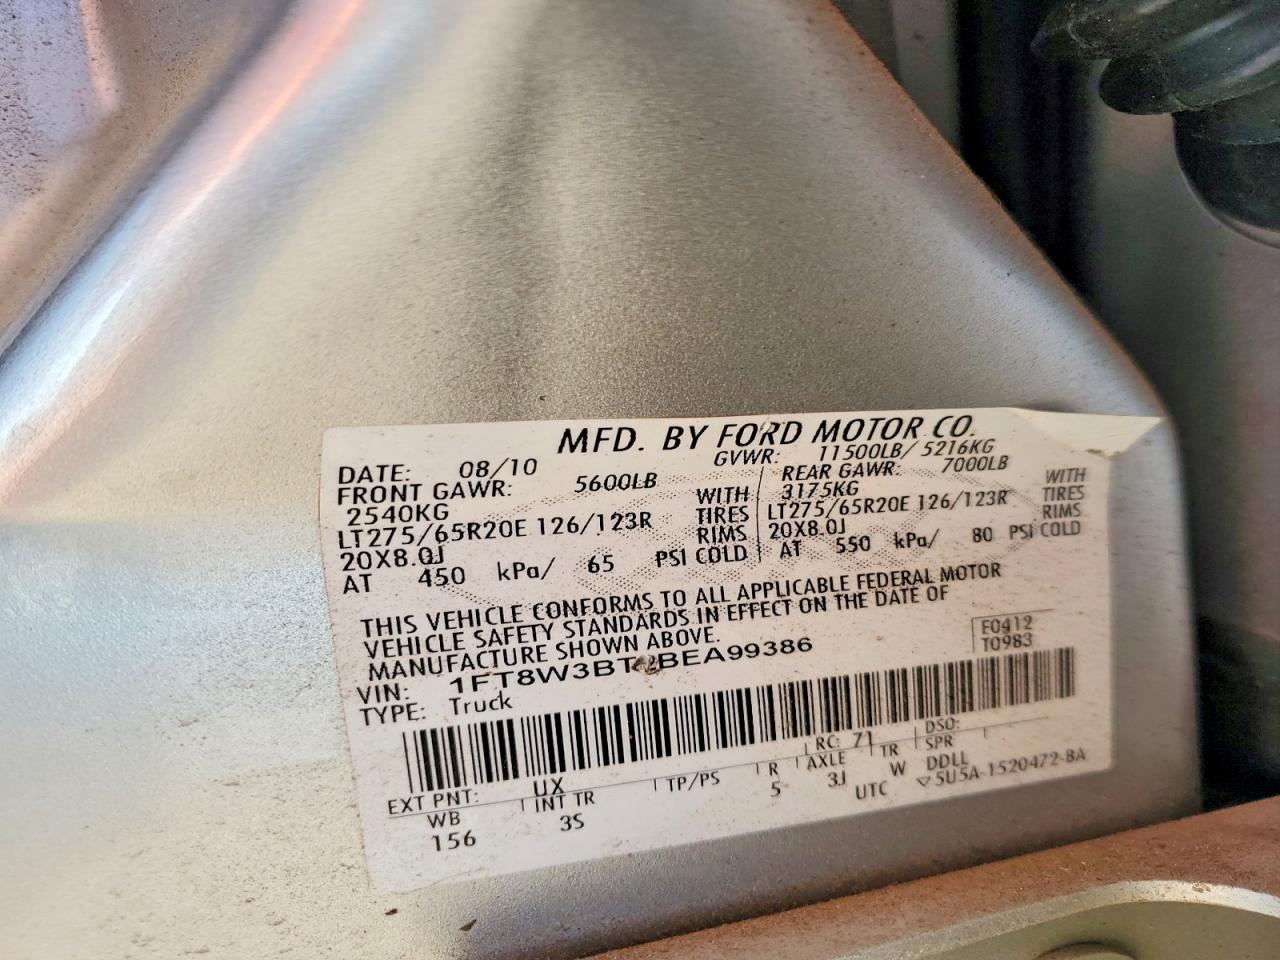 MFD. BY FORD MOTOR CO.
DATE: 08/10 GVWR: 11500LB/ 5216KG
FRONT GAWR: 5600LB REAR GAWR: 7000LB
2540KG WITH 3175KG WITH
LT275/65R20E 126/123R TIRES LT275/65R20E 126/123R TIRES
20X8.0J RIMS 20X8.0J RIMS
AT 450 kPa/ 65 PSI COLD AT 550 kPa/ 80 PSI COLD
THIS VEHICLE CONFORMS TO ALL APPLICABLE FEDERAL MOTOR
VEHICLE SAFETY STANDARDS IN EFFECT ON THE DATE OF
MANUFACTURE SHOWN ABOVE.
F0412
T0983
VIN: 1FT8W3BT2BEA99386
TYPE: Truck
EXT PNT: UX RC: 71 DSO:
WB INT TR TP/PS R AXLE TR SPR
156 3S 5 3J W DDLL
UTC ▽5U5A-1520472-BA